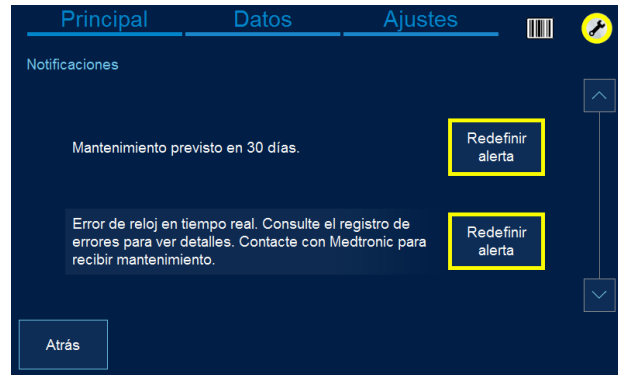 Principal Datos Ajustes
Notificaciones
Mantenimiento previsto en 30 días.
Redefinir
alerta
Error de reloj en tiempo real. Consulte el registro de
errores para ver detalles. Contacte con Medtronic para
recibir mantenimiento.
Redefinir
alerta
Atrás